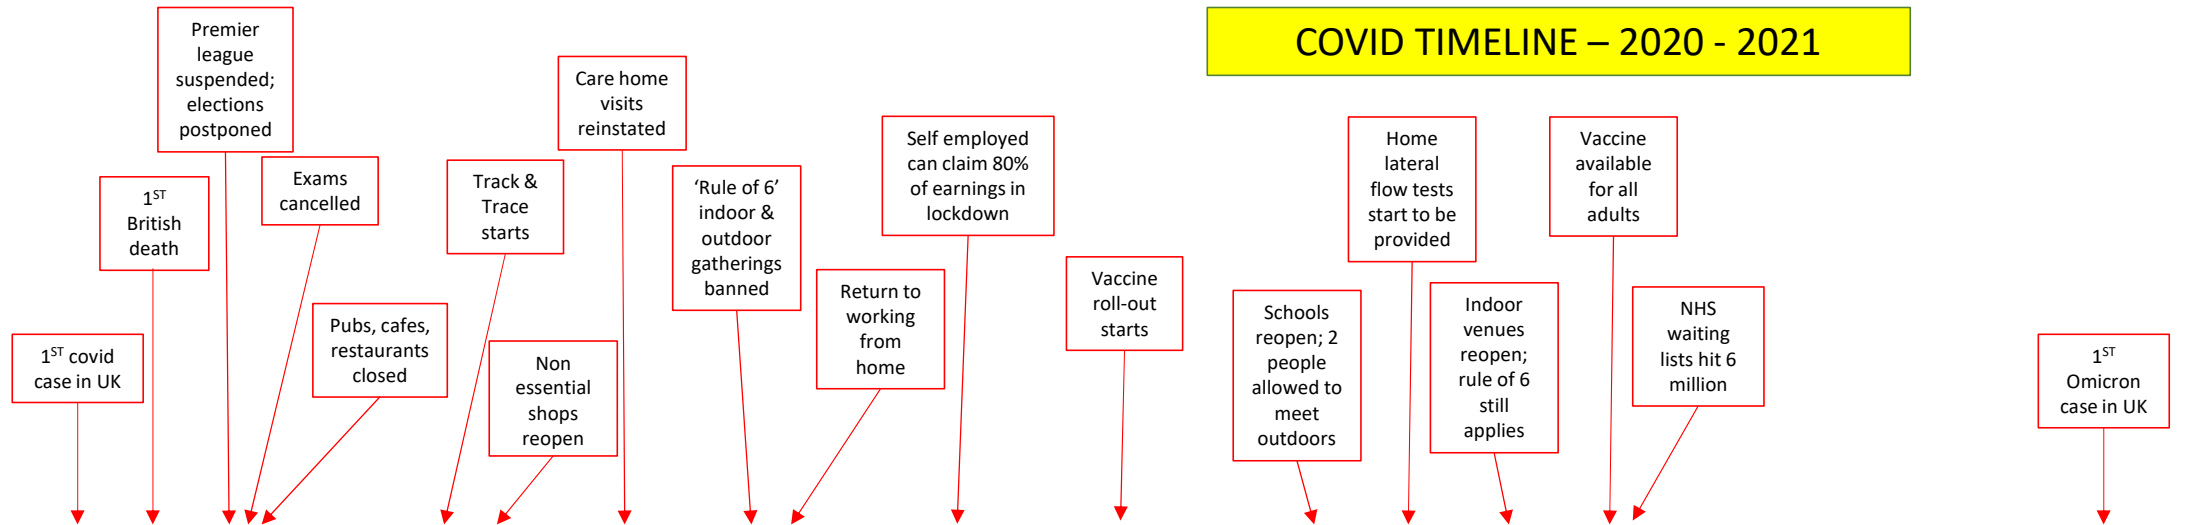 COVID TIMELINE – 2020 - 2021
1ST covid
case in UK
1ST
British
death
Premier
league
suspended;
elections
postponed
Exams
cancelled
Pubs, cafes,
restaurants
closed
Track &
Trace
starts
Non
essential
shops
reopen
Care home
visits
reinstated
‘Rule of 6’
indoor &
outdoor
gatherings
banned
Return to
working
from
home
Self employed
can claim 80%
of earnings in
lockdown
Vaccine
roll-out
starts
Schools
reopen; 2
people
allowed to
meet
outdoors
Home
lateral
flow tests
start to be
provided
Indoor
venues
reopen;
rule of 6
still
applies
Vaccine
available
for all
adults
NHS
waiting
lists hit 6
million
1ST
Omicron
case in UK